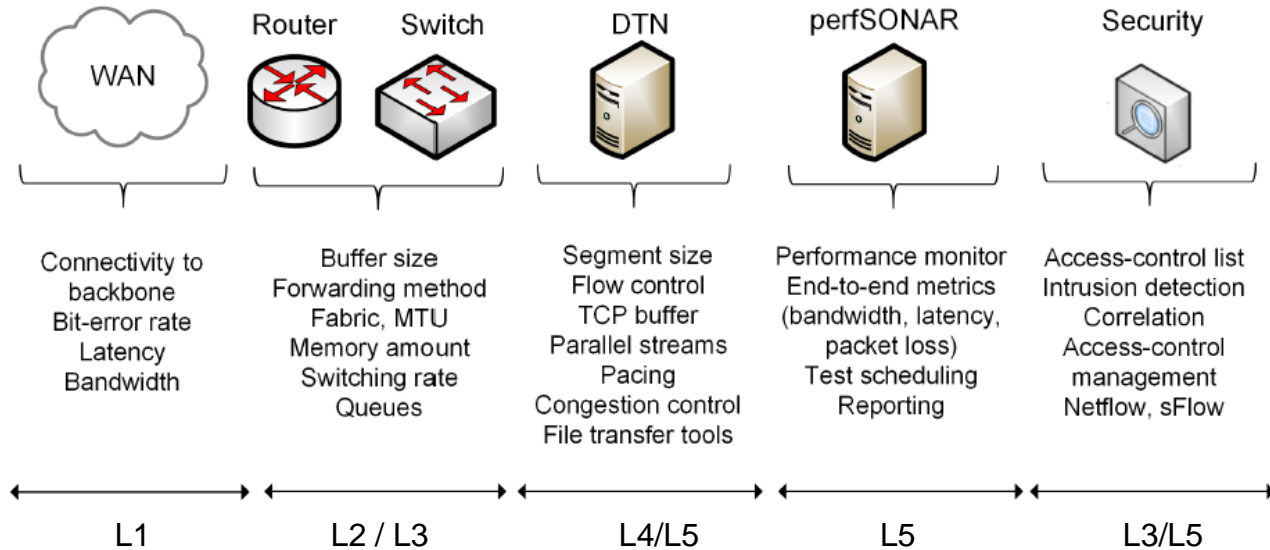 WAN
Router
Switch
DTN
perfSONAR
Security
Connectivity to
backbone
Bit-error rate
Latency
Bandwidth
Buffer size
Forwarding method
Fabric, MTU
Memory amount
Switching rate
Queues
Segment size
Flow control
TCP buffer
Parallel streams
Pacing
Congestion control
File transfer tools
Performance monitor
End-to-end metrics
(bandwidth, latency,
packet loss)
Test scheduling
Reporting
Access-control list
Intrusion detection
Correlation
Access-control
management
Netflow, sFlow
L1
L2 / L3
L4/L5
L5
L3/L5